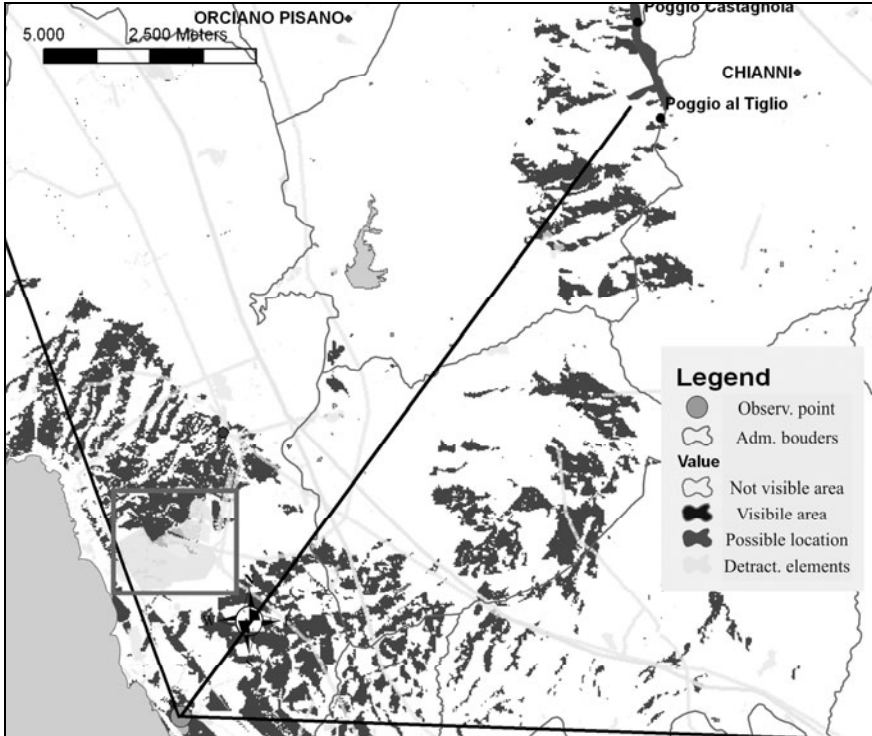 Poggio Castagnola
ORCIANO PISANO
5.000 2,500 Meters
CHIANNI
Poggio al Tiglio
Legend
Observ. point
Adm. bouders
Value
Not visible area
Visibile area
Possible location
Detract. elements